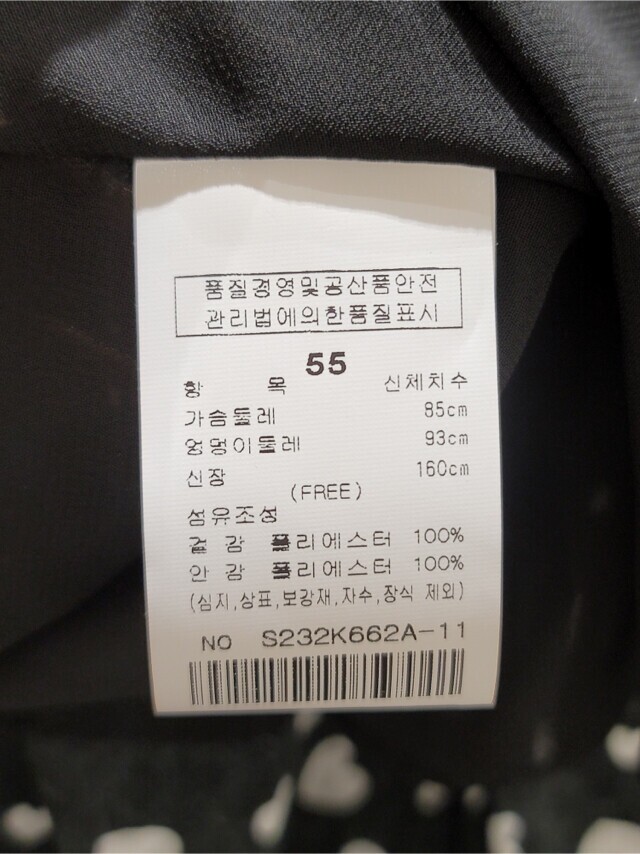 품질경영및공산품안전
관리법에의한품질표시
55
항 목 신체치수
가슴둘레 85cm
엉덩이둘레 93cm
신장 160cm
(FREE)
섬유조성
겉 감 폴리에스터 100%
안 감 폴리에스터 100%
(심지,상표,보강재,자수,장식 제외)
NO S232K662A-11